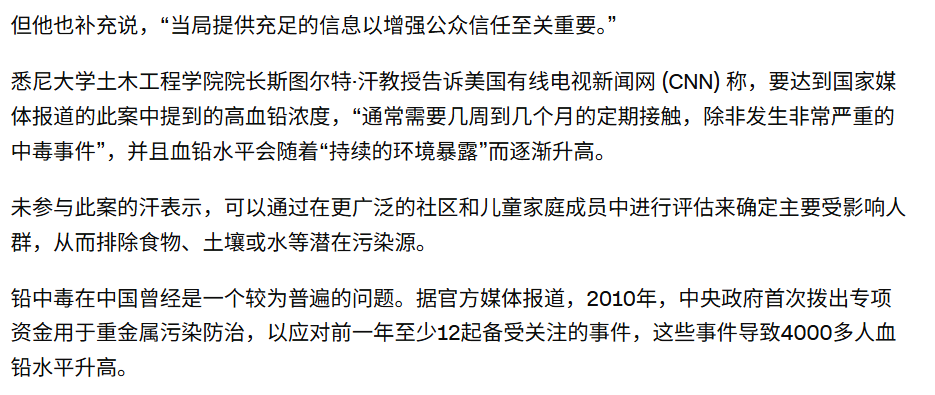 但他也补充说，“当局提供充足的信息以增强公众信任至关重要。”
悉尼大学土木工程学院院长斯图尔特·汗教授告诉美国有线电视新闻网 (CNN) 称，要达到国家媒
体报道的此案中提到的高血铅浓度，“通常需要几周到几个月的定期接触，除非发生非常严重的
中毒事件”，并且血铅水平会随着“持续的环境暴露”而逐渐升高。
未参与此案的汗表示，可以通过在更广泛的社区和儿童家庭成员中进行评估来确定主要受影响人
群，从而排除食物、土壤或水等潜在污染源。
铅中毒在中国曾经是一个较为普遍的问题。据官方媒体报道，2010年，中央政府首次拨出专项
资金用于重金属污染防治，以应对前一年至少12起备受关注的事件，这些事件导致4000多人血
铅水平升高。